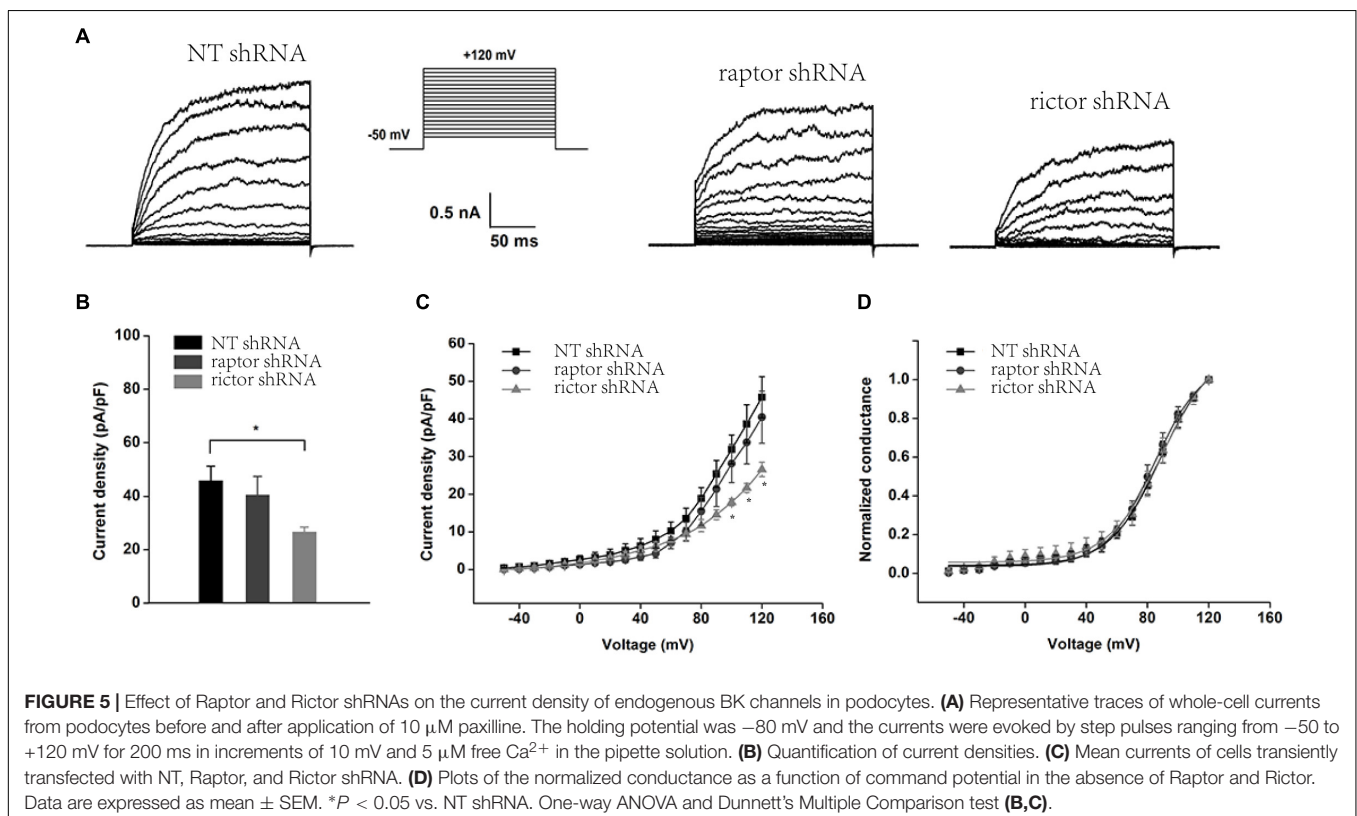 A
NT shRNA
+120 mV
-50 mV
0.5 nA
50 ms
raptor shRNA
rictor shRNA
B
Current density (pA/pF)
100
80
60
40
20
0
NT shRNA
raptor shRNA
rictor shRNA
*
C
Current density (pA/pF)
60
50
40
30
20
10
0
NT shRNA
raptor shRNA
rictor shRNA
*
*
*
-40
0
40
80
120
160
Voltage (mV)
D
Normalized conductance
1.0
0.8
0.6
0.4
0.2
0.0
NT shRNA
raptor shRNA
rictor shRNA
-40
0
40
80
120
160
Voltage (mV)
FIGURE 5 | Effect of Raptor and Rictor shRNAs on the current density of endogenous BK channels in podocytes. (A) Representative traces of whole-cell currents
from podocytes before and after application of 10 μM paxilline. The holding potential was −80 mV and the currents were evoked by step pulses ranging from −50 to
+120 mV for 200 ms in increments of 10 mV and 5 μM free Ca²⁺ in the pipette solution. (B) Quantification of current densities. (C) Mean currents of cells transiently
transfected with NT, Raptor, and Rictor shRNA. (D) Plots of the normalized conductance as a function of command potential in the absence of Raptor and Rictor.
Data are expressed as mean ± SEM. *P < 0.05 vs. NT shRNA. One-way ANOVA and Dunnett's Multiple Comparison test (B,C).